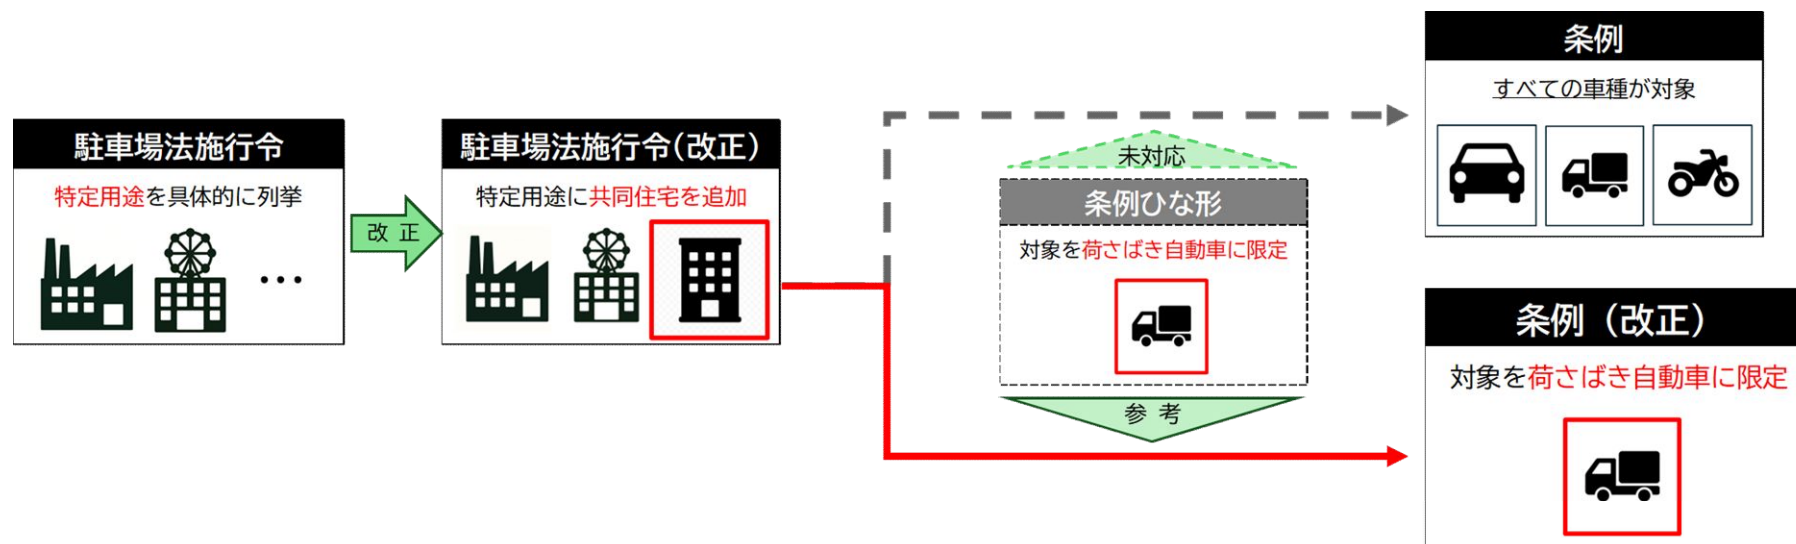 駐車場法施行令
特定用途を具体的に列挙
・・・
改 正
駐車場法施行令(改正)
特定用途に共同住宅を追加
未対応
条例ひな形
対象を荷さばき自動車に限定
参 考
条例
すべての車種が対象
条例（改正）
対象を荷さばき自動車に限定